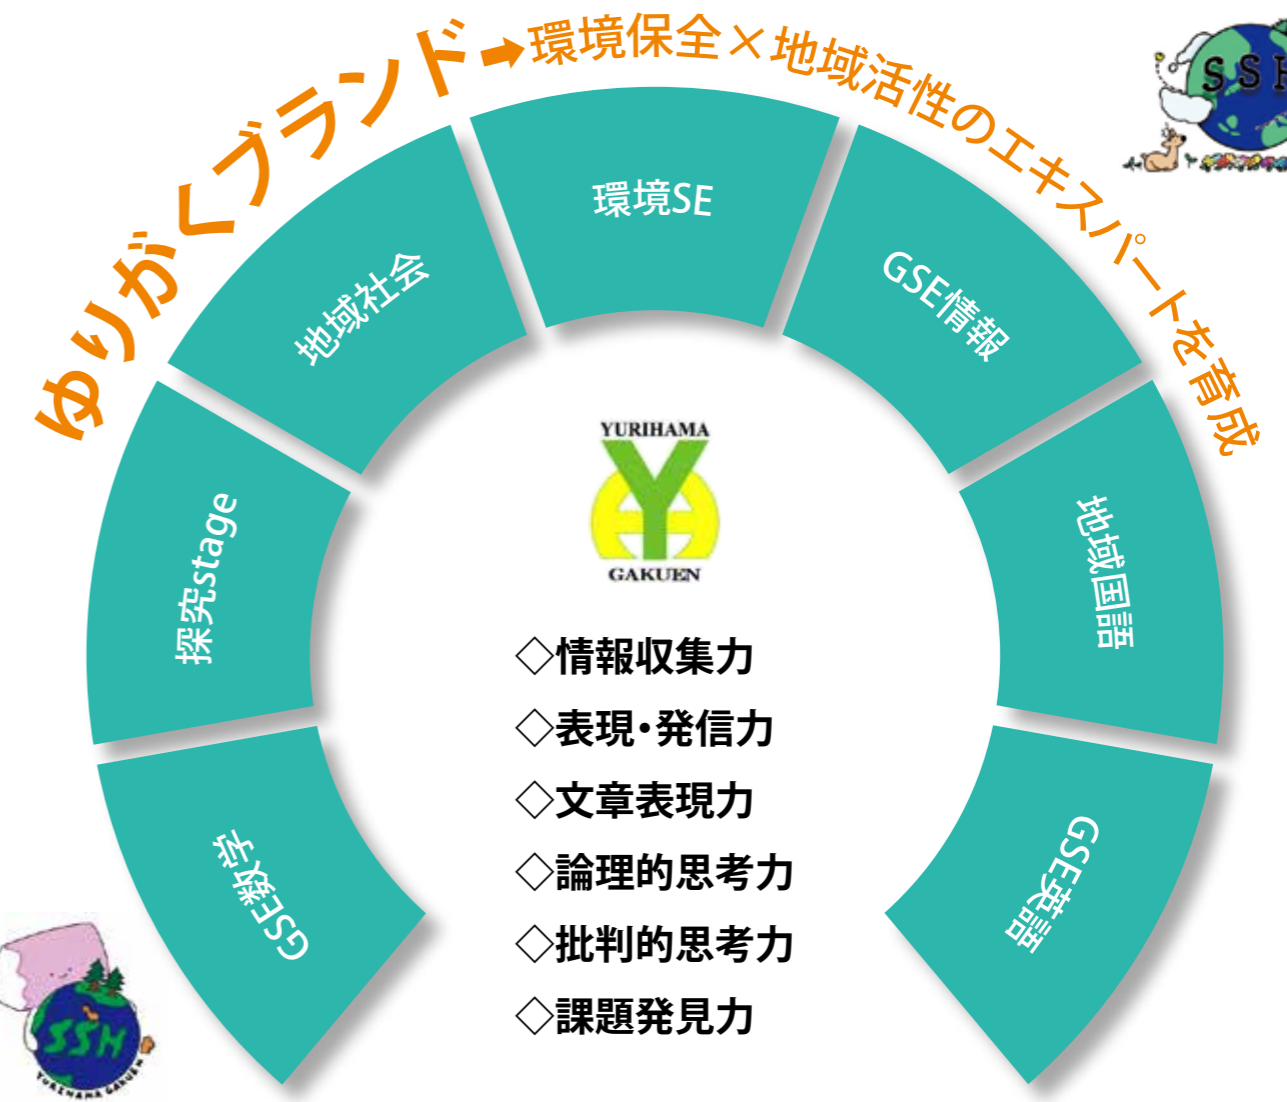 ゆりがくブランド➡環境保全×地域活性のエキスパートを育成
SSH
GSE数学
探究stage
地域社会
環境SE
GSE情報
地域国語
GSE英語
YURIHAMA
Y
GAKUEN
◇情報収集力
◇表現・発信力
◇文章表現力
◇論理的思考力
◇批判的思考力
◇課題発見力
SSH
YURIHAMA GAKUEN